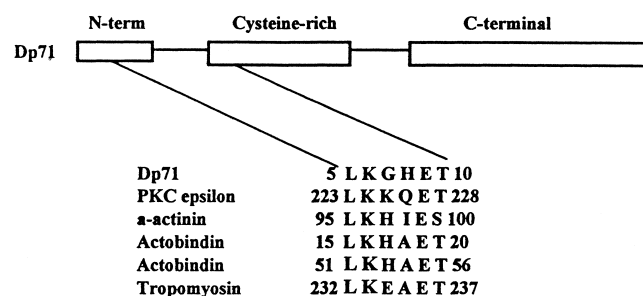 N-term Cysteine-rich C-terminal
Dp71
Dp71 5 L K G H E T 10
PKC epsilon 223 L K K Q E T 228
a-actinin 95 L K H I E S 100
Actobindin 15 L K H A E T 20
Actobindin 51 L K H A E T 56
Tropomyosin 232 L K E A E T 237